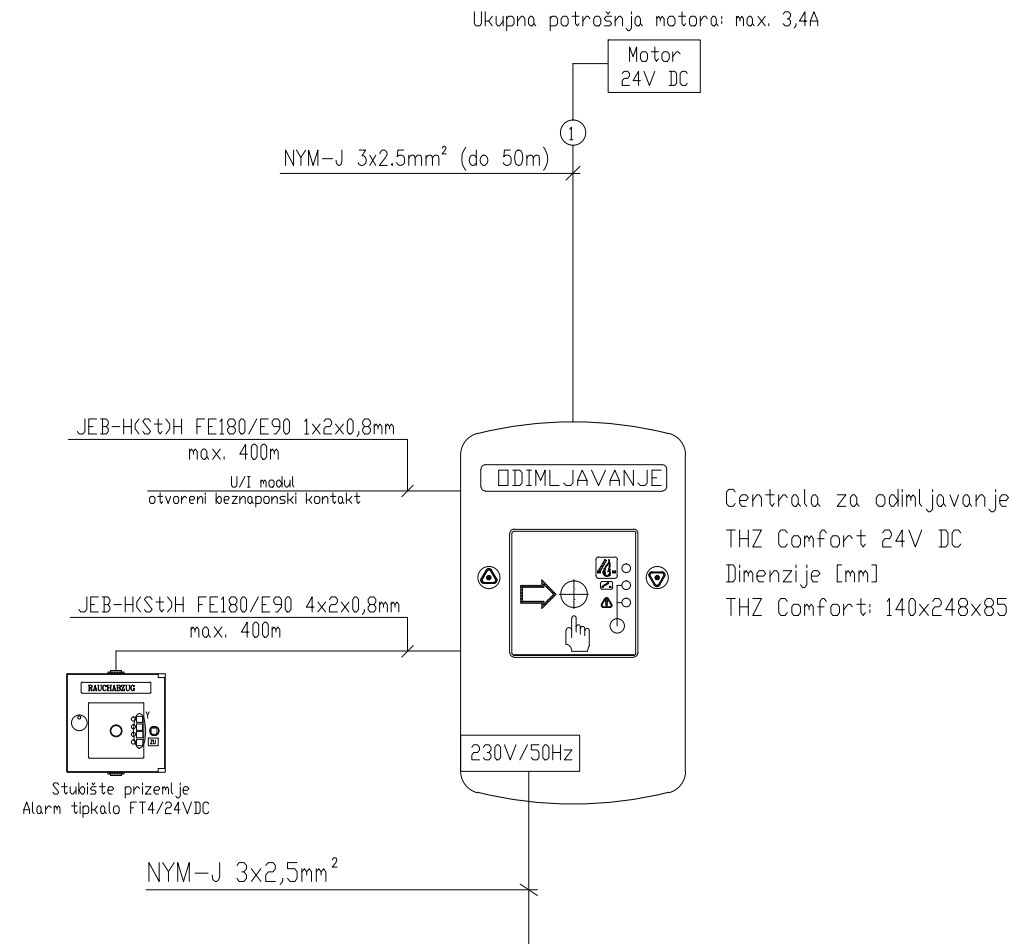 Ukupna potrošnja motora: max. 3,4A
Motor
24V DC
1
NYM-J 3x2.5mm² (do 50m)
JEB-H(St)H FE180/E90 1x2x0,8mm
max. 400m
U/I modul
otvoreni beznaponski kontakt
ODIMLJAVANJE
Centrala za odimljavanje
THZ Comfort 24V DC
Dimenzije [mm]
THZ Comfort: 140x248x85
JEB-H(St)H FE180/E90 4x2x0,8mm
max. 400m
RAUCHABZUG
Y
ZU
Stubište prizemlje
Alarm tipkalo FT4/24VDC
230V/50Hz
NYM-J 3x2,5mm²